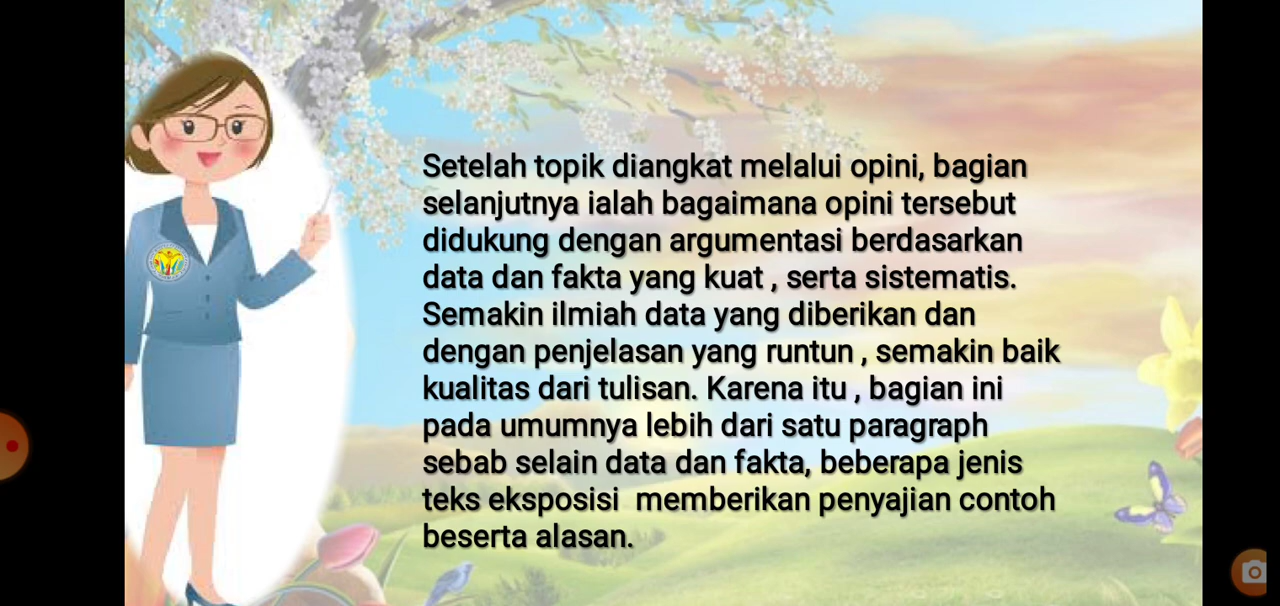 Setelah topik diangkat melalui opini, bagian
selanjutnya ialah bagaimana opini tersebut
didukung dengan argumentasi berdasarkan
data dan fakta yang kuat , serta sistematis.
Semakin ilmiah data yang diberikan dan
dengan penjelasan yang runtun , semakin baik
kualitas dari tulisan. Karena itu , bagian ini
pada umumnya lebih dari satu paragraph
sebab selain data dan fakta, beberapa jenis
teks eksposisi  memberikan penyajian contoh
beserta alasan.